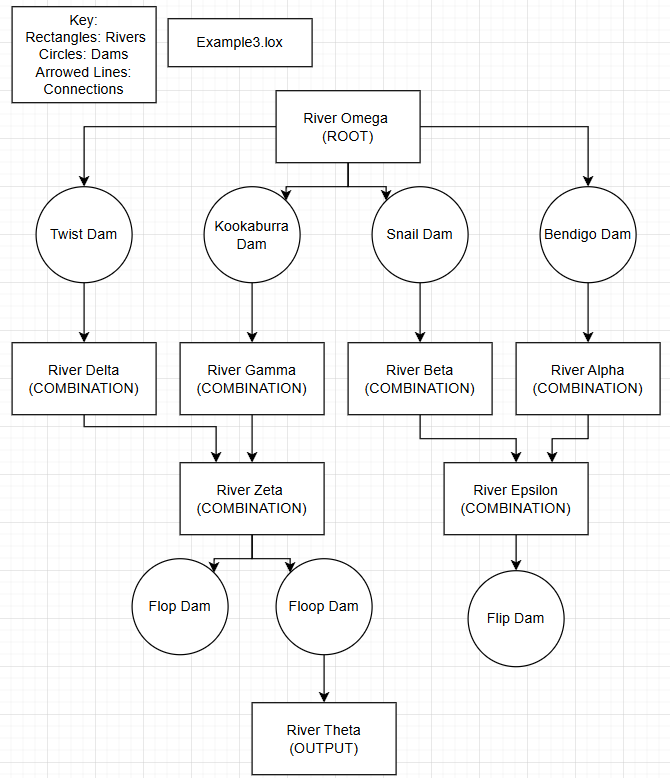 Key:
Rectangles: Rivers
Circles: Dams
Arrowed Lines:
Connections
Example3.lox
River Omega
(ROOT)
Twist Dam
Kookaburra
Dam
Snail Dam
Bendigo Dam
River Delta
(COMBINATION)
River Gamma
(COMBINATION)
River Beta
(COMBINATION)
River Alpha
(COMBINATION)
River Zeta
(COMBINATION)
River Epsilon
(COMBINATION)
Flop Dam
Floop Dam
Flip Dam
River Theta
(OUTPUT)